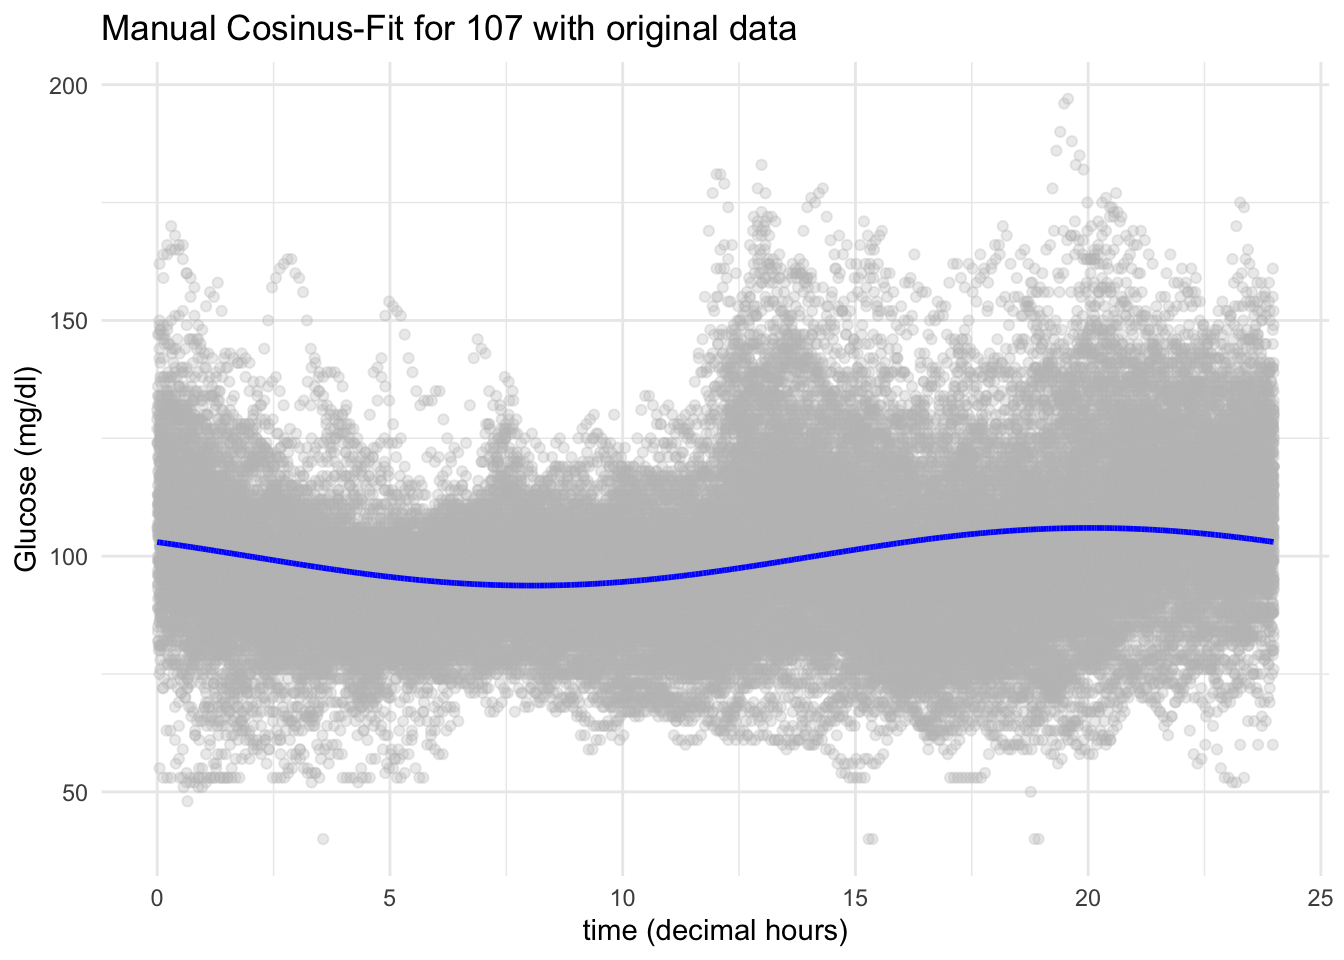 Manual Cosinus-Fit for 107 with original data
200
150
100
50
Glucose (mg/dl)
0 5 10 15 20 25
time (decimal hours)